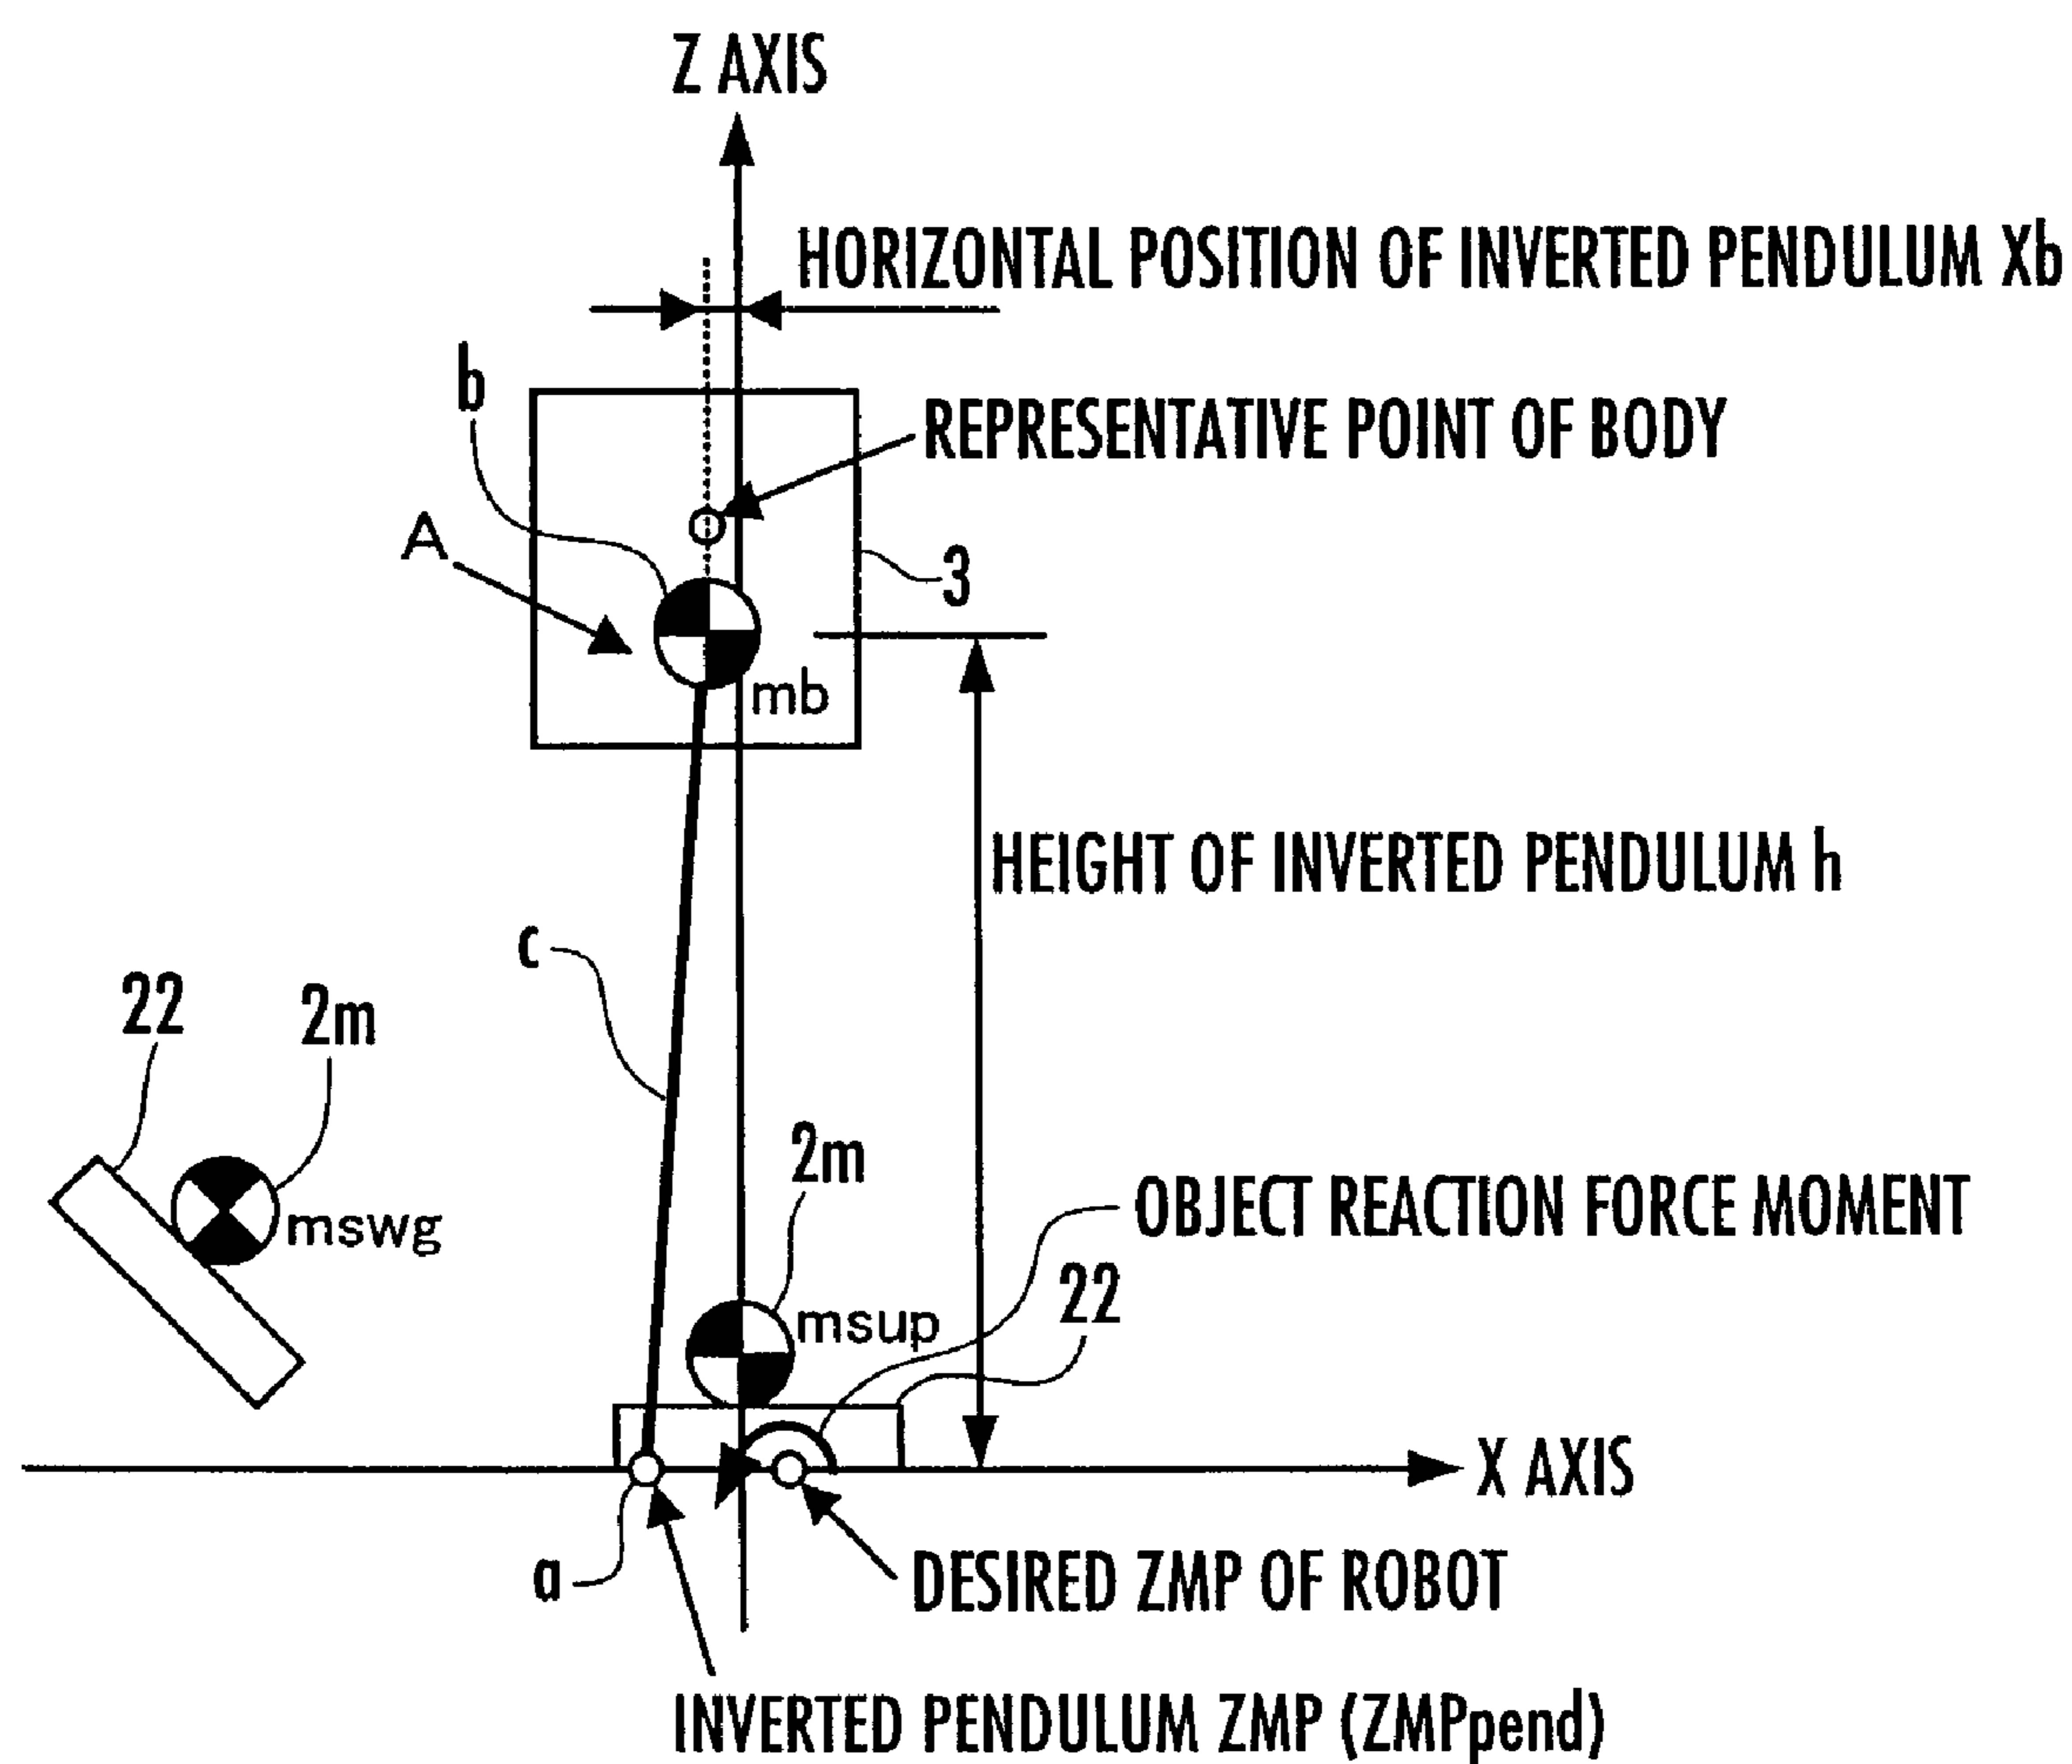 Z AXIS
HORIZONTAL POSITION OF INVERTED PENDULUM Xb
b
REPRESENTATIVE POINT OF BODY
A
3
mb
HEIGHT OF INVERTED PENDULUM h
c
22
2m
2m
mswg
OBJECT REACTION FORCE MOMENT
msup
22
X AXIS
a
DESIRED ZMP OF ROBOT
INVERTED PENDULUM ZMP (ZMPpend)